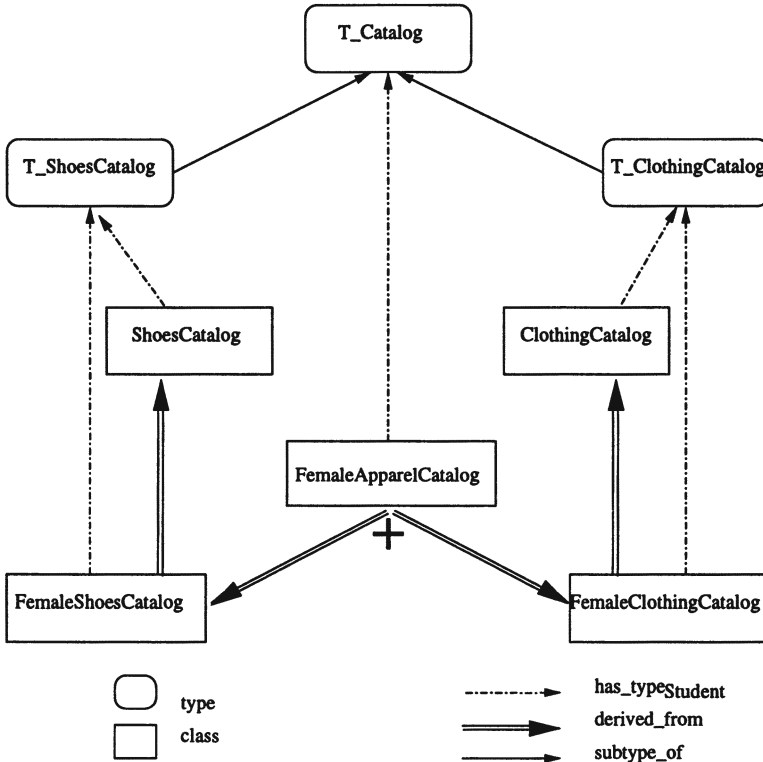 T_Catalog
T_ShoesCatalog
T_ClothingCatalog
ShoesCatalog
ClothingCatalog
FemaleApparelCatalog
+
FemaleShoesCatalog
FemaleClothingCatalog
type
class
has_typeStudent
derived_from
subtype_of